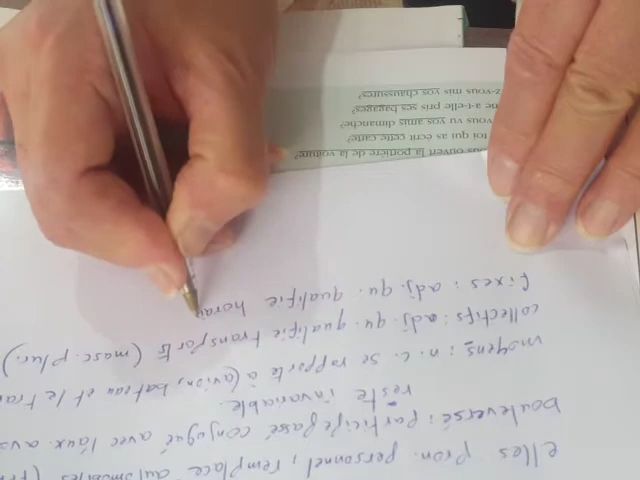 elles pron. personnel, remplace automobiles
bouleversé : participe passé conjugué avec l'aux.
reste invariable.
moyens : n.c. se rapporte à (avion, bateau et le
collectifs : adj. qu. qualifie transports (masc. plur.)
fixes : adj. qu. qualifie horai
ouvert la portière de la voiture?
toi qui as écrit cette carte?
vous vu vos amis dimanche?
a-t-elle pris ses bagages?
z-vous mis vos chaussures?